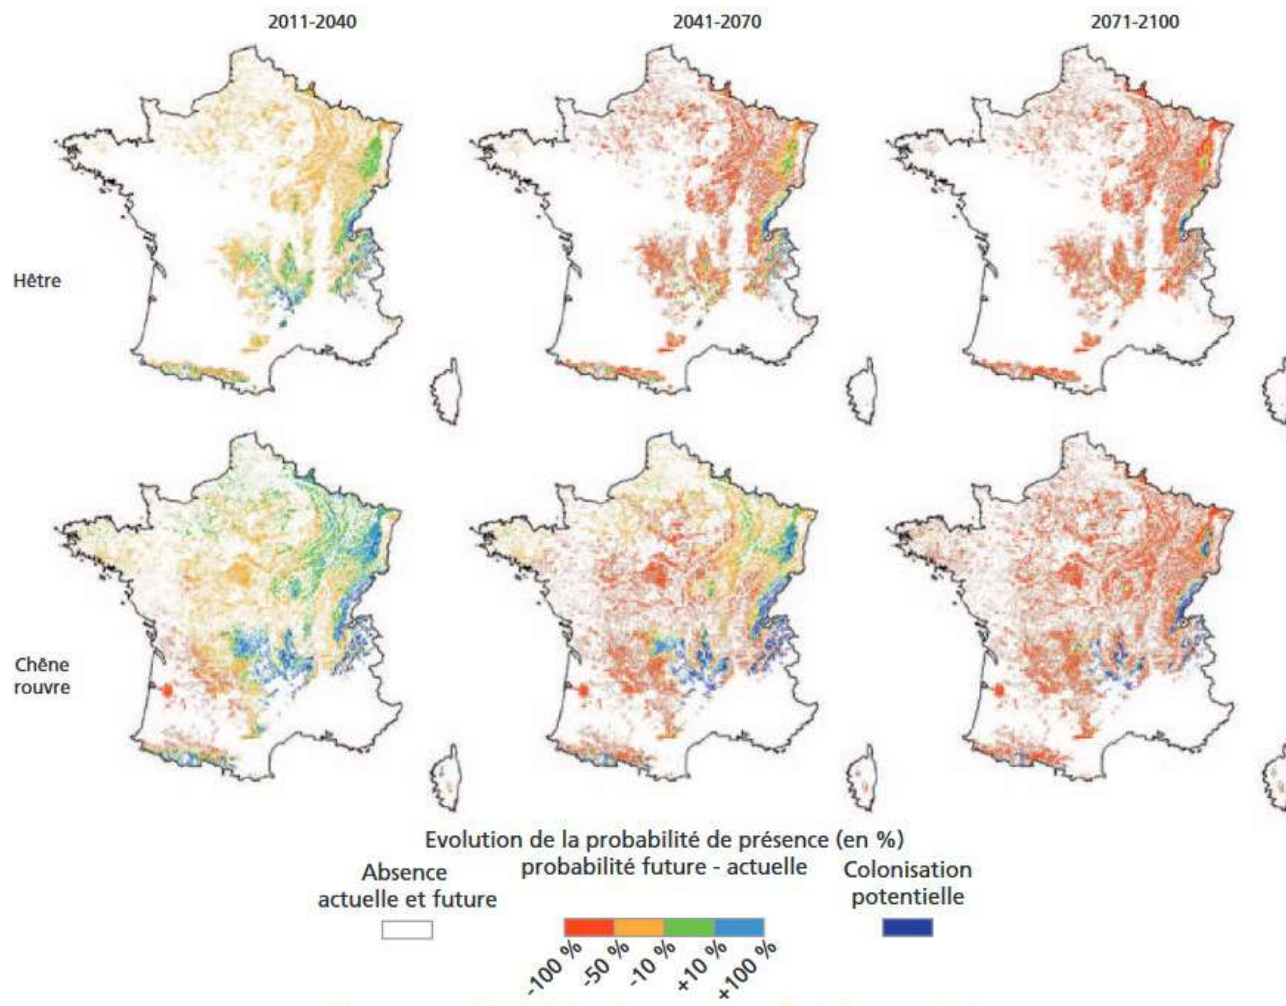 2011-2040
2041-2070
2071-2100
Hêtre
Chêne
rouvre
Evolution de la probabilité de présence (en %)
probabilité future - actuelle
Absence
actuelle et future
Colonisation
potentielle
-100 %
-50 %
-10 %
+10 %
+100 %